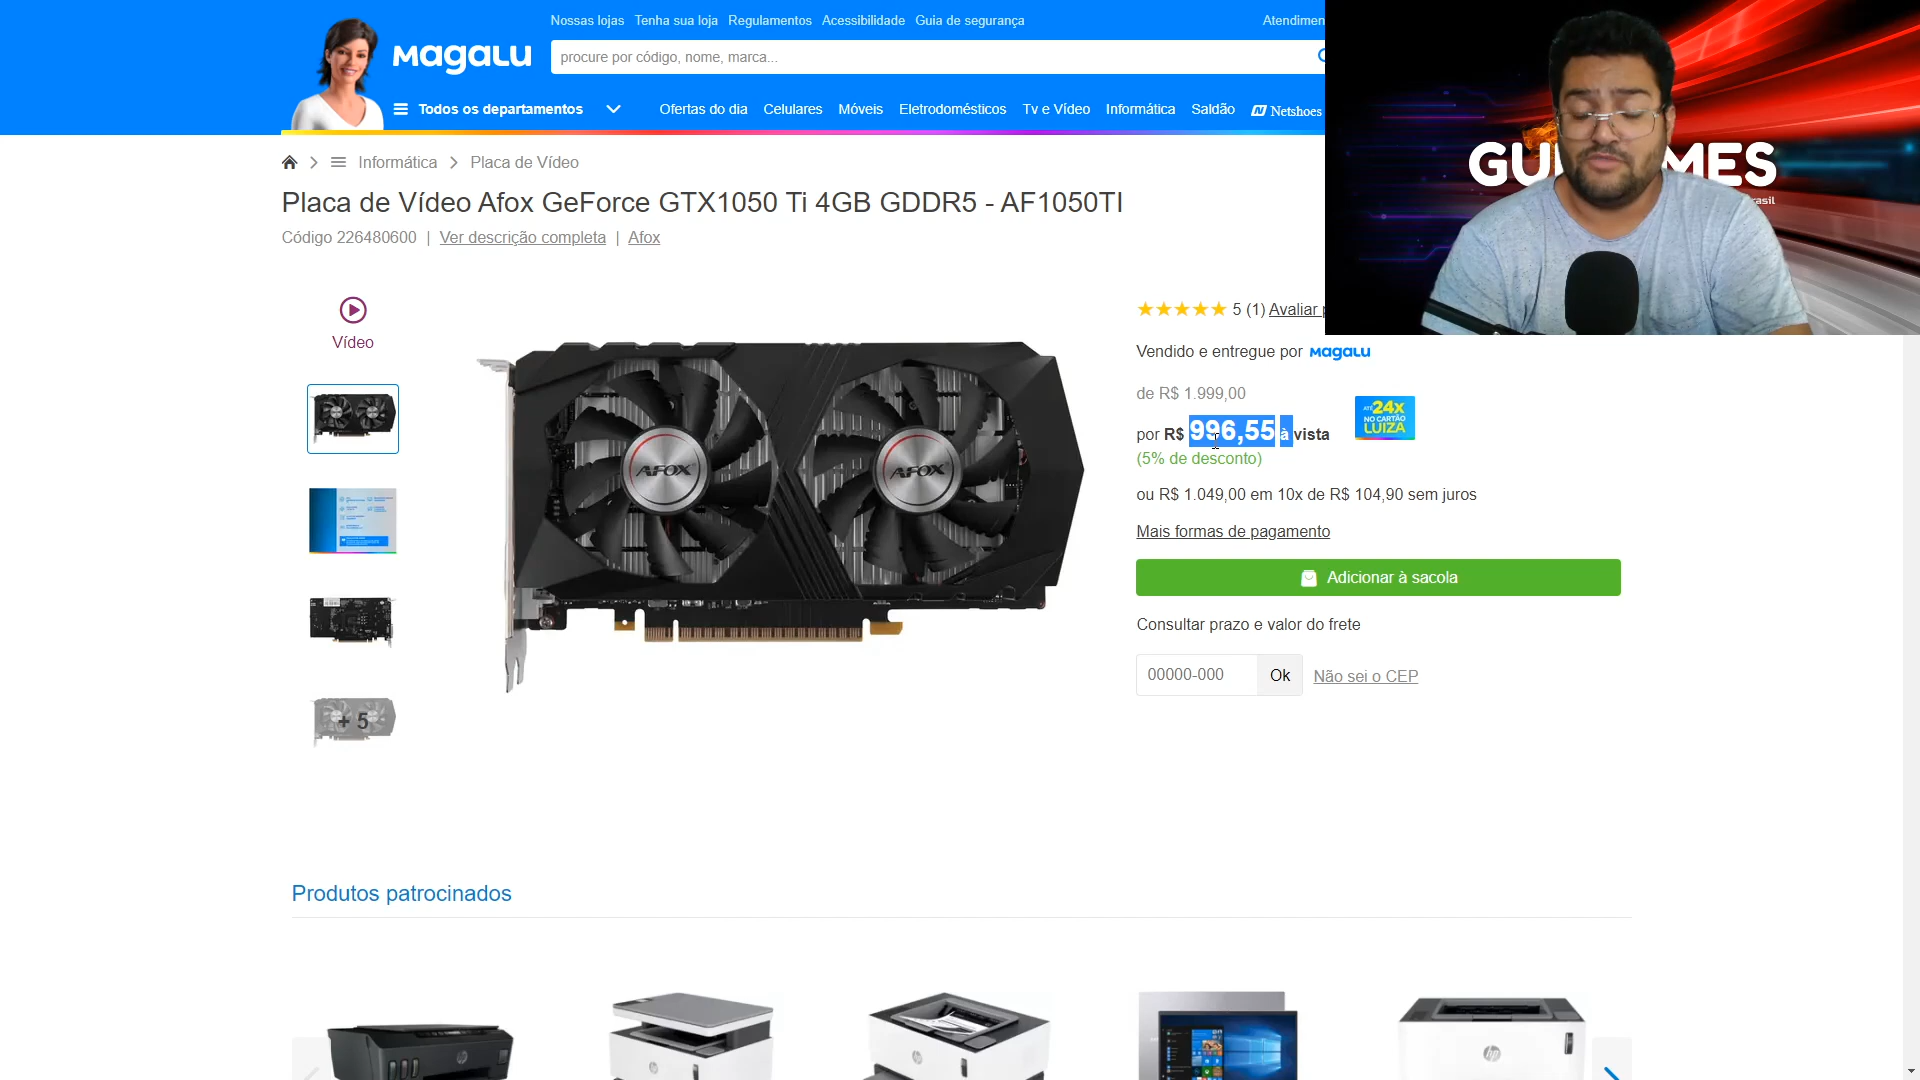 Nossas lojas Tenha sua loja Regulamentos Acessibilidade Guia de segurança
Magalu
procure por código, nome, marca...
Todos os departamentos
Ofertas do dia Celulares Móveis Eletrodomésticos Tv e Vídeo Informática Saldão Netshoes
Informática Placa de Vídeo
Placa de Vídeo Afox GeForce GTX1050 Ti 4GB GDDR5 - AF1050TI
Código 226480600 | Ver descrição completa | Afox
Vídeo
AFOX
AFOX
+ 5
5 (1) Avaliar
Vendido e entregue por Magalu
de R$ 1.999,00
por R$ 996,55 à vista
(5% de desconto)
ATÉ 24x
NO CARTÃO
LUIZA
ou R$ 1.049,00 em 10x de R$ 104,90 sem juros
Mais formas de pagamento
Adicionar à sacola
Consultar prazo e valor do frete
00000-000 Ok Não sei o CEP
Produtos patrocinados
hp
hp
hp
hp